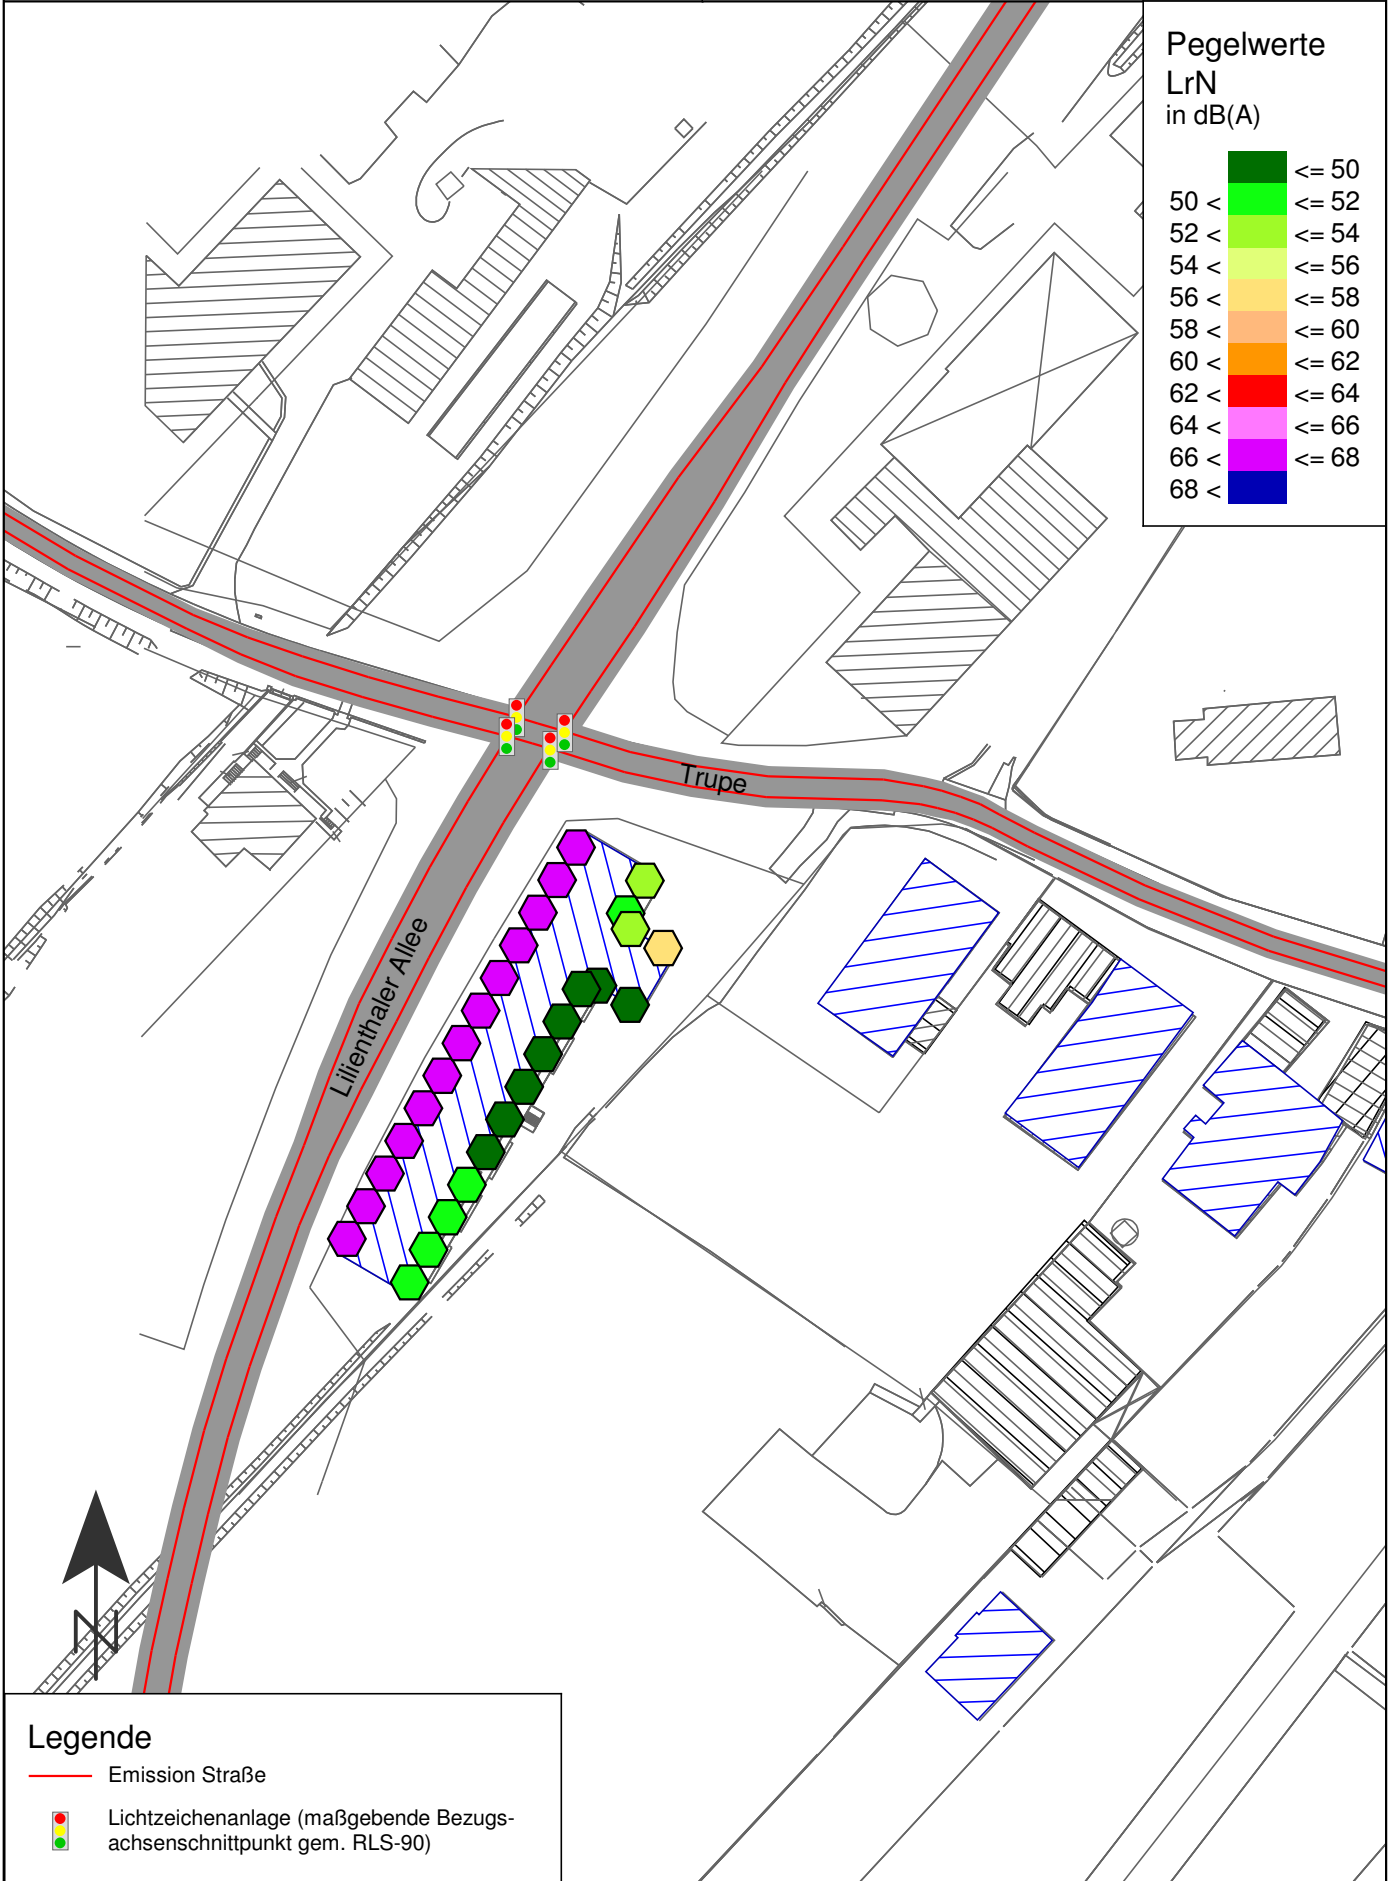 Pegelwerte
LrN
in dB(A)
<= 50
50 < <= 52
52 < <= 54
54 < <= 56
56 < <= 58
58 < <= 60
60 < <= 62
62 < <= 64
64 < <= 66
66 < <= 68
68 <
Trupe
Lilienthaler Allee
N
Legende
Emission Straße
Lichtzeichenanlage (maßgebende Bezugs-
achsenschnittpunkt gem. RLS-90)